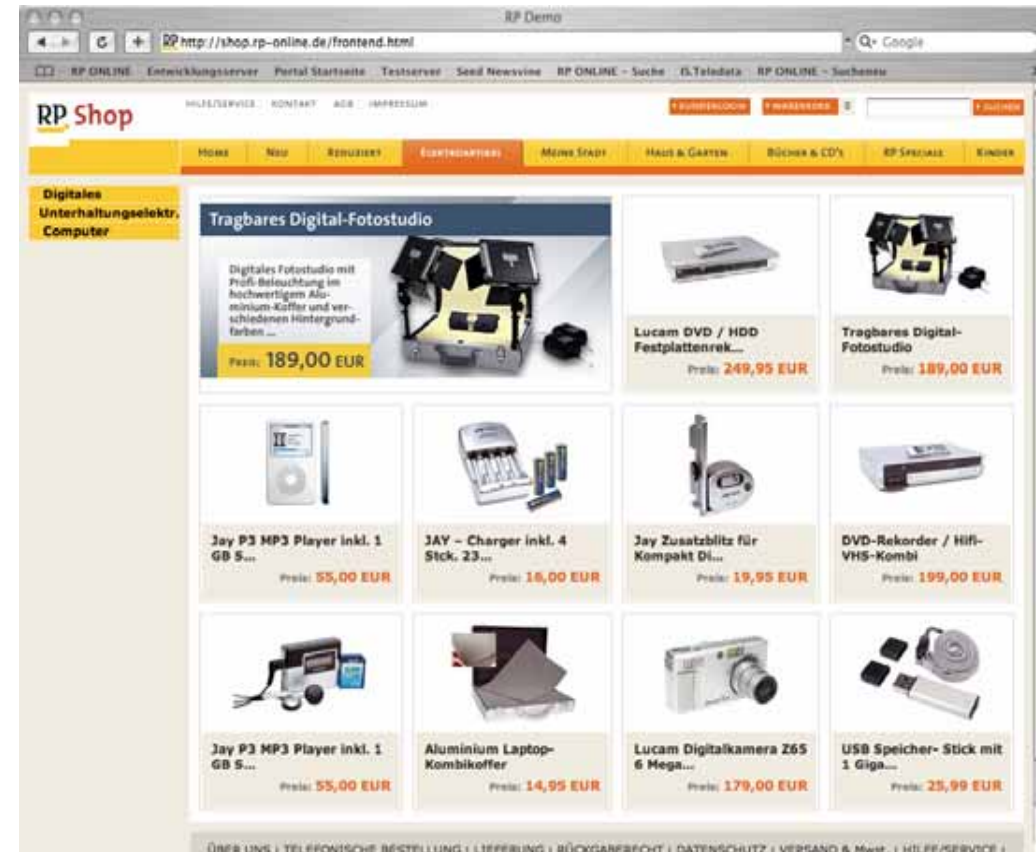 RP Demo
http://shop.rp-online.de/frontend.html
Google
RP ONLINE Entwicklungsserver Portal Startseite Testserver Seed Newsvine RP ONLINE - Suche IS.Teledata RP ONLINE - Suchenneu
RP Shop
HILFE/SERVICE KONTAKT AGB IMPRESSUM
KUNDENLOGIN WARENKORB 0 SUCHEN
HOME NEU REDUZIERT ELEKTROARTIKEL MEINE STADT HAUS & GARTEN BÜCHER & CD'S RP SPECIALS KINDER
Digitales
Unterhaltungselektr.
Computer
Tragbares Digital-Fotostudio
Digitales Fotostudio mit
Profi-Beleuchtung im
hochwertigem Alu-
minium-Koffer und ver-
schiedenen Hintergrund-
farben ...
PREIS: 189,00 EUR
Lucam DVD / HDD
Festplattenrek...
Preis: 249,95 EUR
Tragbares Digital-
Fotostudio
Preis: 189,00 EUR
Jay P3 MP3 Player inkl. 1
GB S...
Preis: 55,00 EUR
JAY – Charger inkl. 4
Stck. 23...
Preis: 16,00 EUR
Jay Zusatzblitz für
Kompakt Di...
Preis: 19,95 EUR
DVD-Rekorder / Hifi-
VHS-Kombi
Preis: 199,00 EUR
Jay P3 MP3 Player inkl. 1
GB S...
Preis: 55,00 EUR
Aluminium Laptop-
Kombikoffer
Preis: 14,95 EUR
Lucam Digitalkamera Z65
6 Mega...
Preis: 179,00 EUR
USB Speicher- Stick mit
1 Giga...
Preis: 25,99 EUR
ÜBER UNS | TELEFONISCHE BESTELLUNG | LIEFERUNG | RÜCKGABERECHT | DATENSCHUTZ | VERSAND & Mwst. | HILFE/SERVICE |